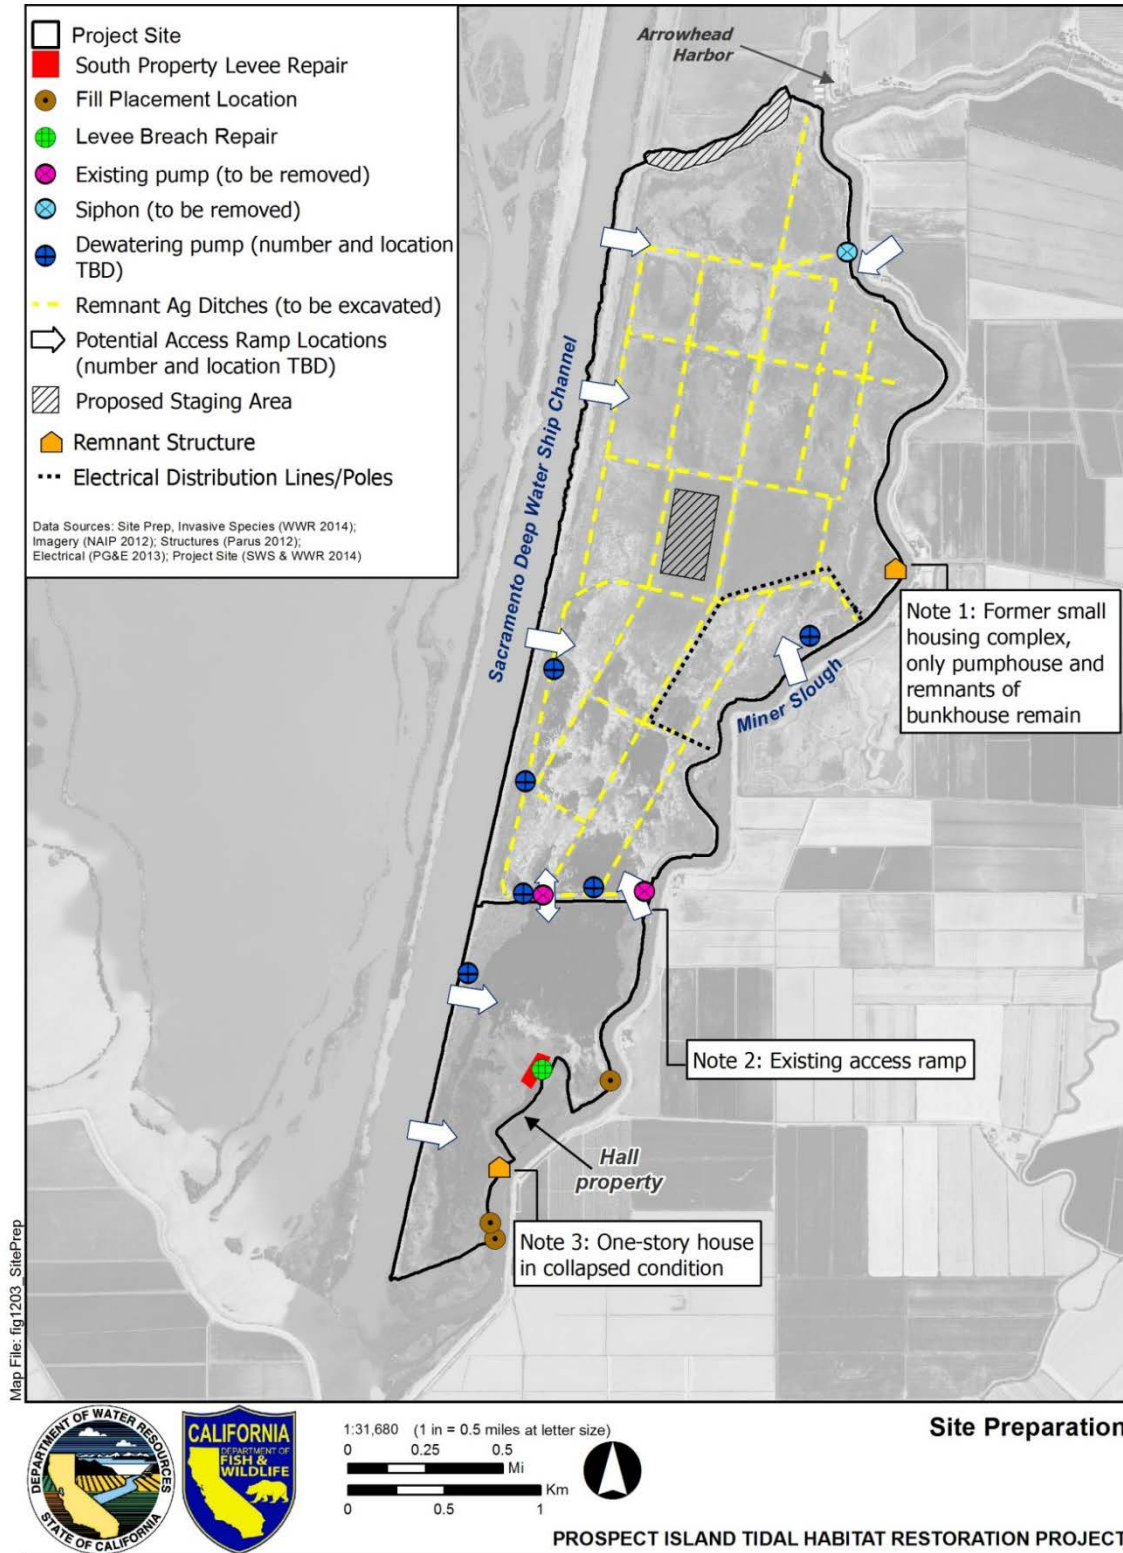 Project Site
South Property Levee Repair
Fill Placement Location
Levee Breach Repair
Existing pump (to be removed)
Siphon (to be removed)
Dewatering pump (number and location
TBD)
Remnant Ag Ditches (to be excavated)
Potential Access Ramp Locations
(number and location TBD)
Proposed Staging Area
Remnant Structure
Electrical Distribution Lines/Poles
Data Sources: Site Prep, Invasive Species (WWR 2014);
Imagery (NAIP 2012); Structures (Parus 2012);
Electrical (PG&E 2013); Project Site (SWS & WWR 2014)
Arrowhead
Harbor
Sacramento Deep Water Ship Channel
Miner Slough
Note 1: Former small
housing complex,
only pumphouse and
remnants of
bunkhouse remain
Note 2: Existing access ramp
Hall
property
Note 3: One-story house
in collapsed condition
Map File: fig1203_SitePrep
DEPARTMENT OF WATER RESOURCES
STATE OF CALIFORNIA
CALIFORNIA
DEPARTMENT OF
FISH &
WILDLIFE
1:31,680 (1 in = 0.5 miles at letter size)
0 0.25 0.5
Mi
Km
0 0.5 1
Site Preparation
PROSPECT ISLAND TIDAL HABITAT RESTORATION PROJECT